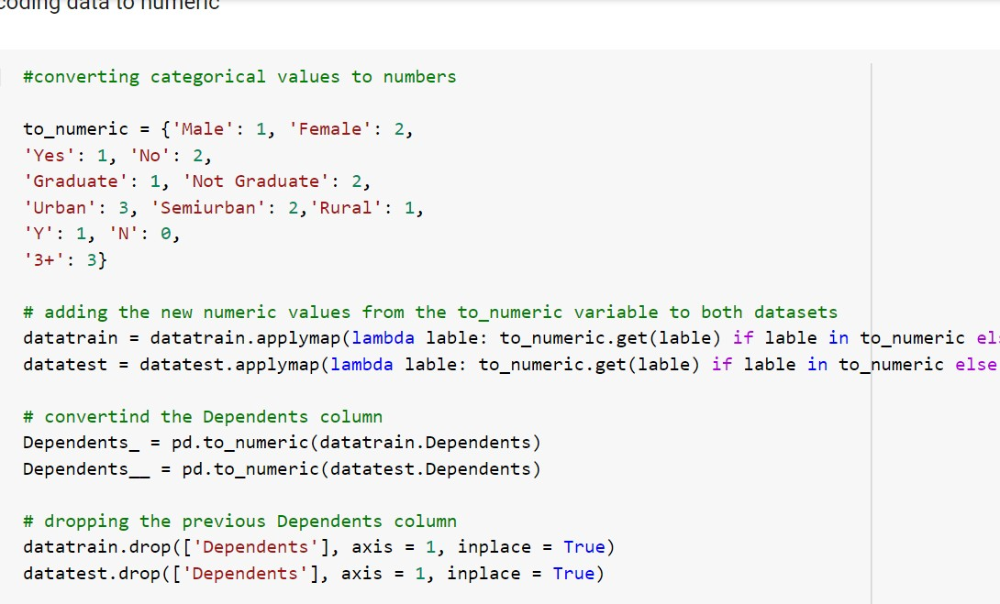 coding data to numeric
#converting categorical values to numbers
to_numeric = {'Male': 1, 'Female': 2,
'Yes': 1, 'No': 2,
'Graduate': 1, 'Not Graduate': 2,
'Urban': 3, 'Semiurban': 2,'Rural': 1,
'Y': 1, 'N': 0,
'3+': 3}
# adding the new numeric values from the to_numeric variable to both datasets
datatrain = datatrain.applymap(lambda lable: to_numeric.get(lable) if lable in to_numeric el
datatest = datatest.applymap(lambda lable: to_numeric.get(lable) if lable in to_numeric else
# convertind the Dependents column
Dependents_ = pd.to_numeric(datatrain.Dependents)
Dependents__ = pd.to_numeric(datatest.Dependents)
# dropping the previous Dependents column
datatrain.drop(['Dependents'], axis = 1, inplace = True)
datatest.drop(['Dependents'], axis = 1, inplace = True)